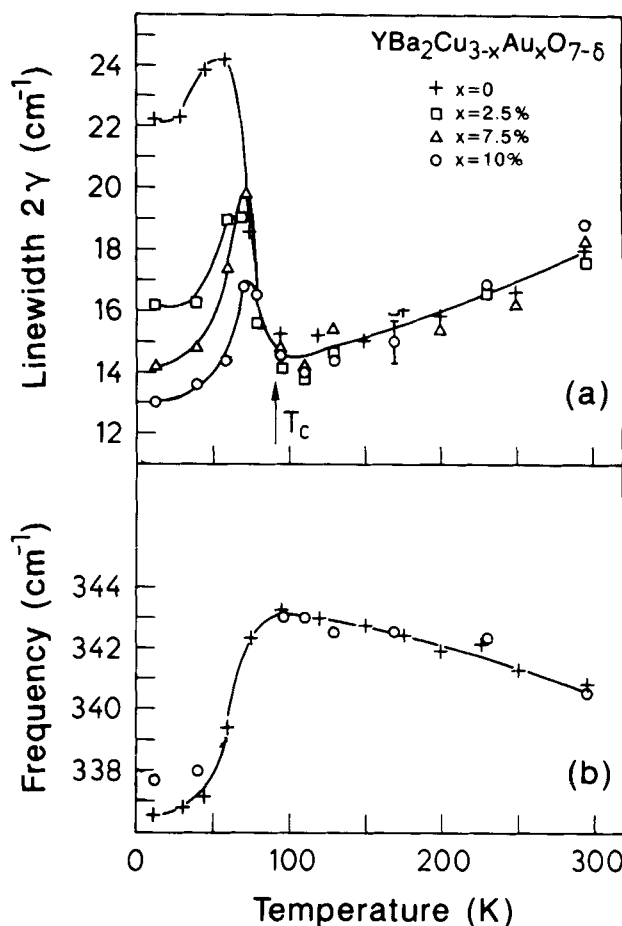 YBa₂Cu₃₋ₓAuₓO₇₋δ
+ x=0
□ x=2.5%
△ x=7.5%
○ x=10%
Linewidth 2γ (cm⁻¹)
24
22
20
18
16
14
12
Tc
(a)
Frequency (cm⁻¹)
344
342
340
338
(b)
0 100 200 300
Temperature (K)